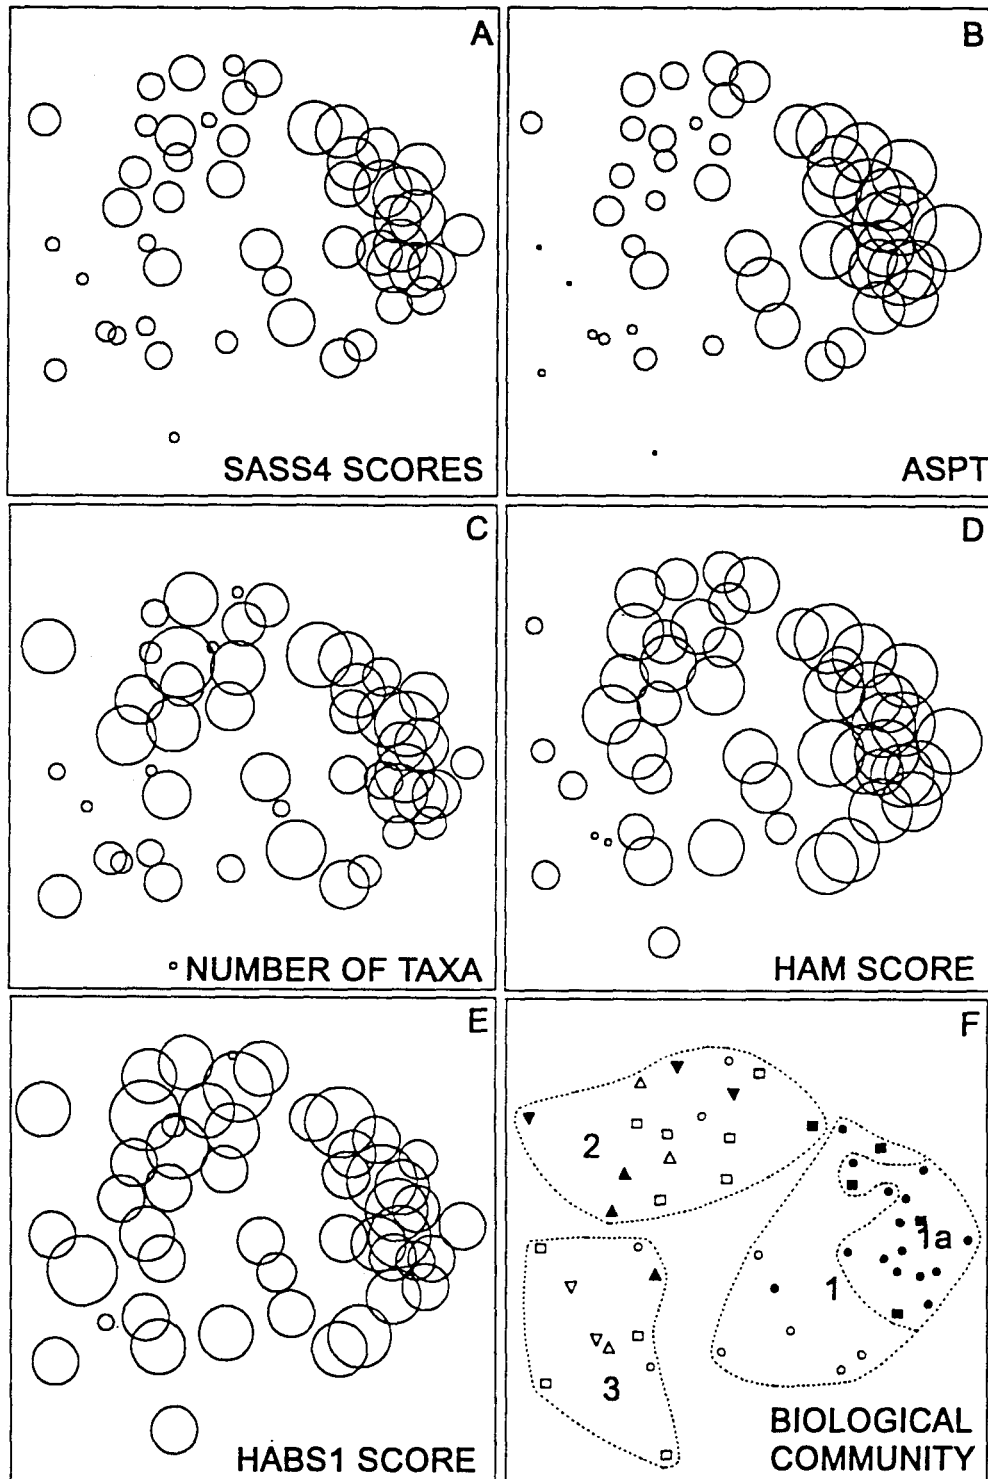 A
SASS4 SCORES
B
ASPT
C
NUMBER OF TAXA
D
HAM SCORE
E
HABS1 SCORE
F
2
1a
1
3
BIOLOGICAL
COMMUNITY